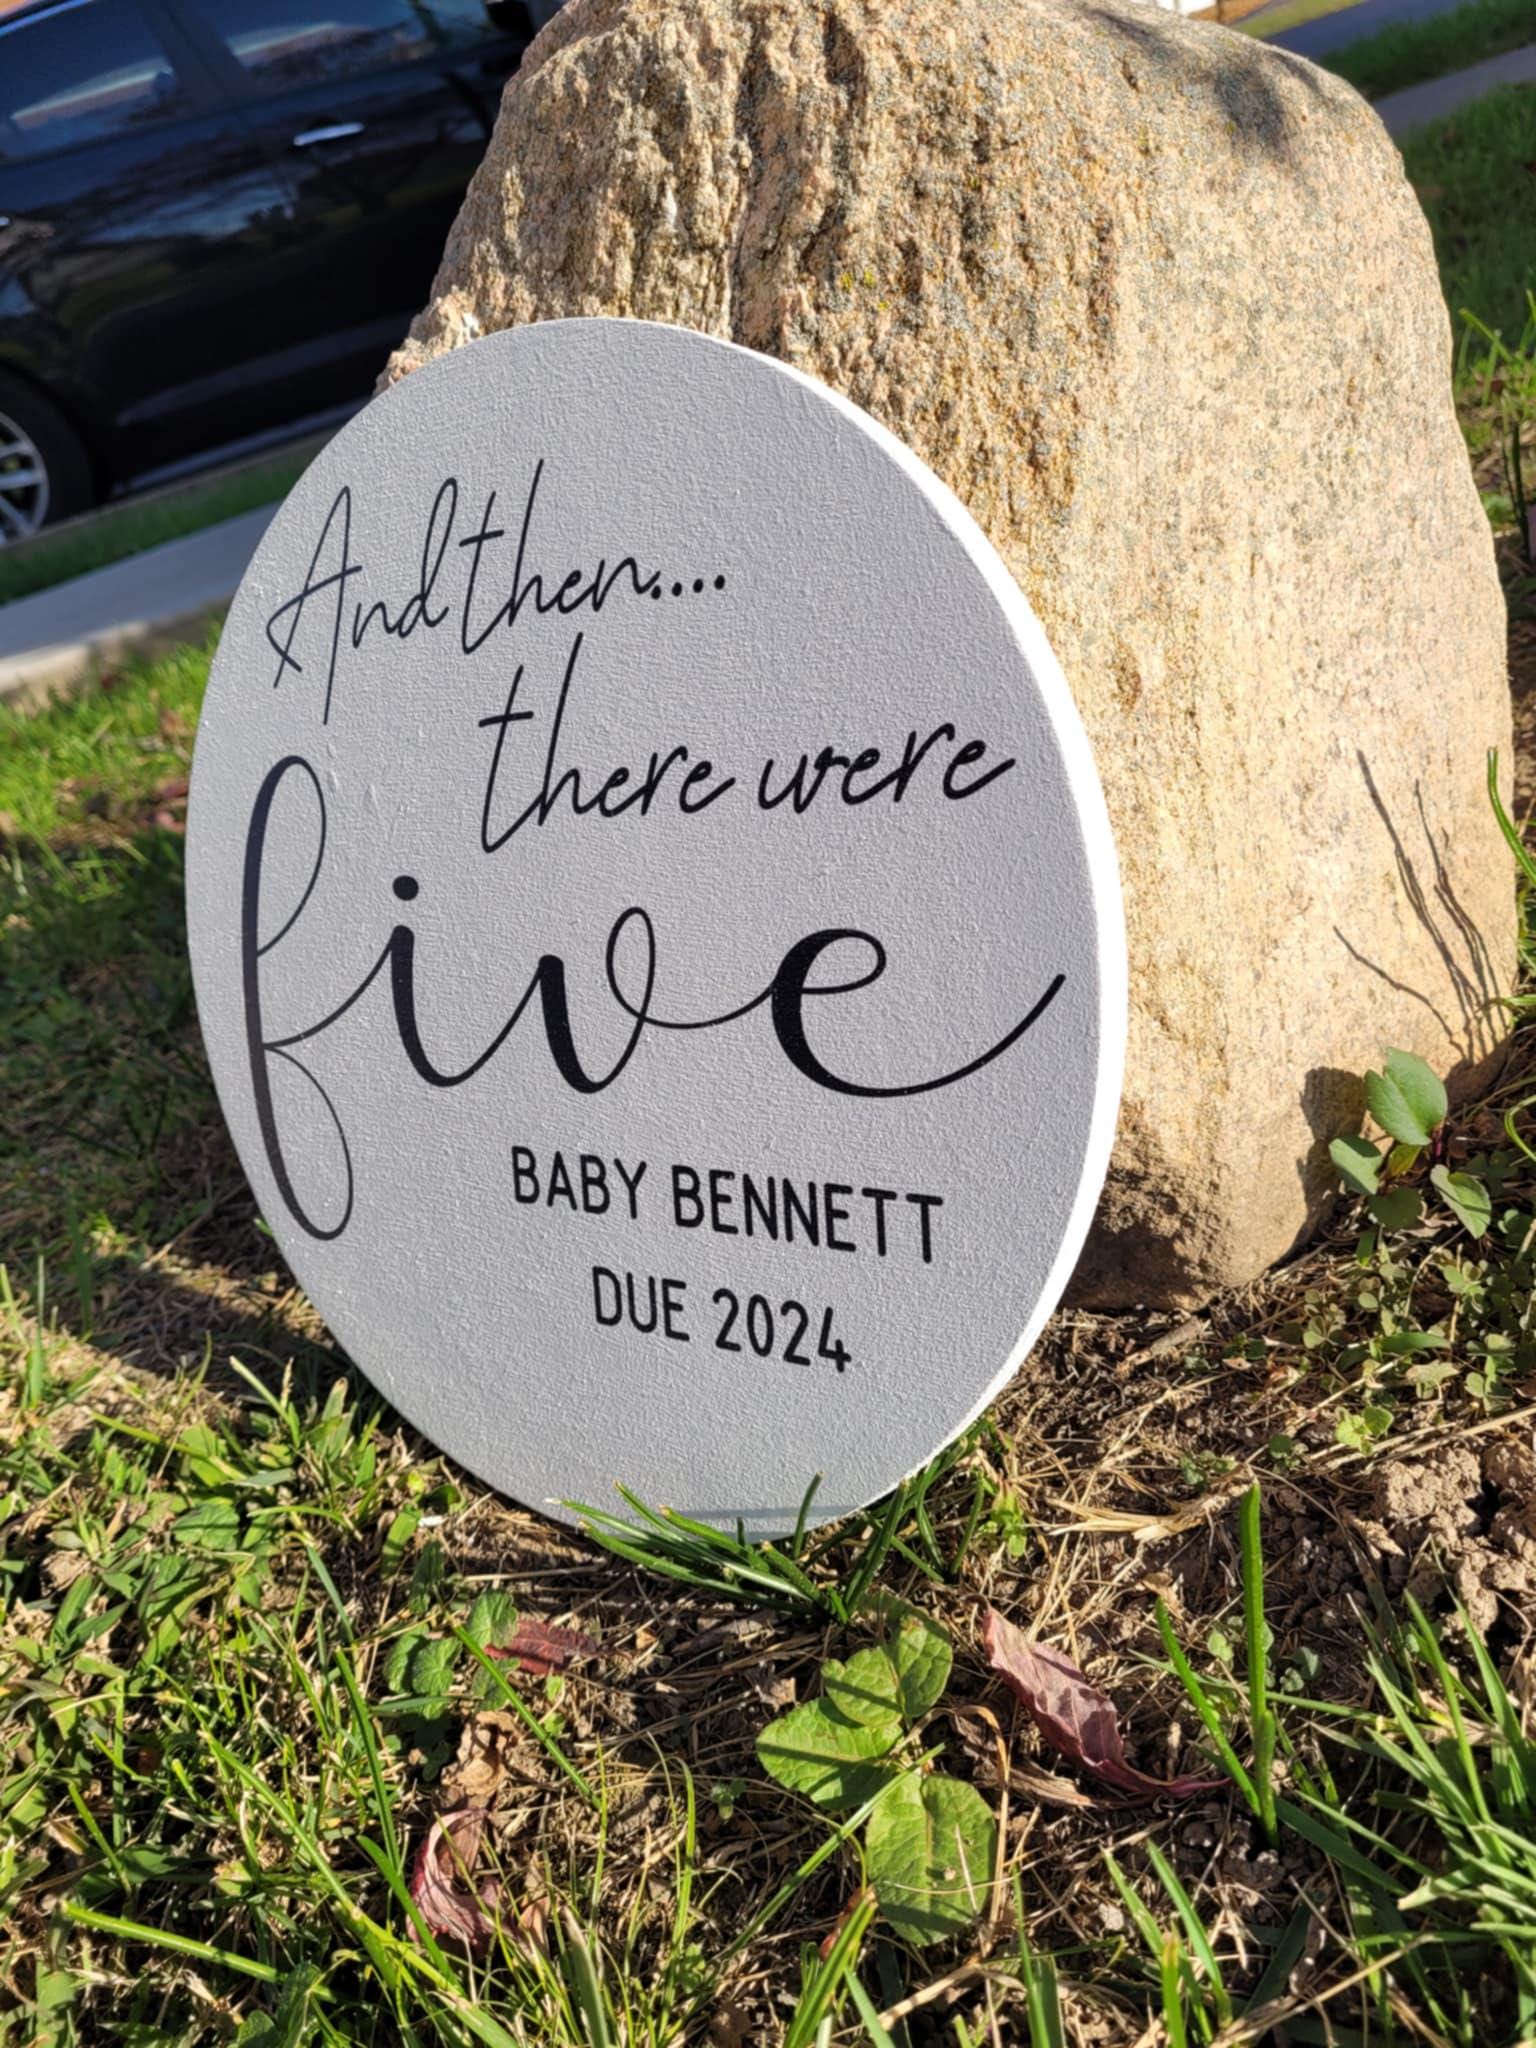 And then....
there were
five
BABY BENNETT
DUE 2024